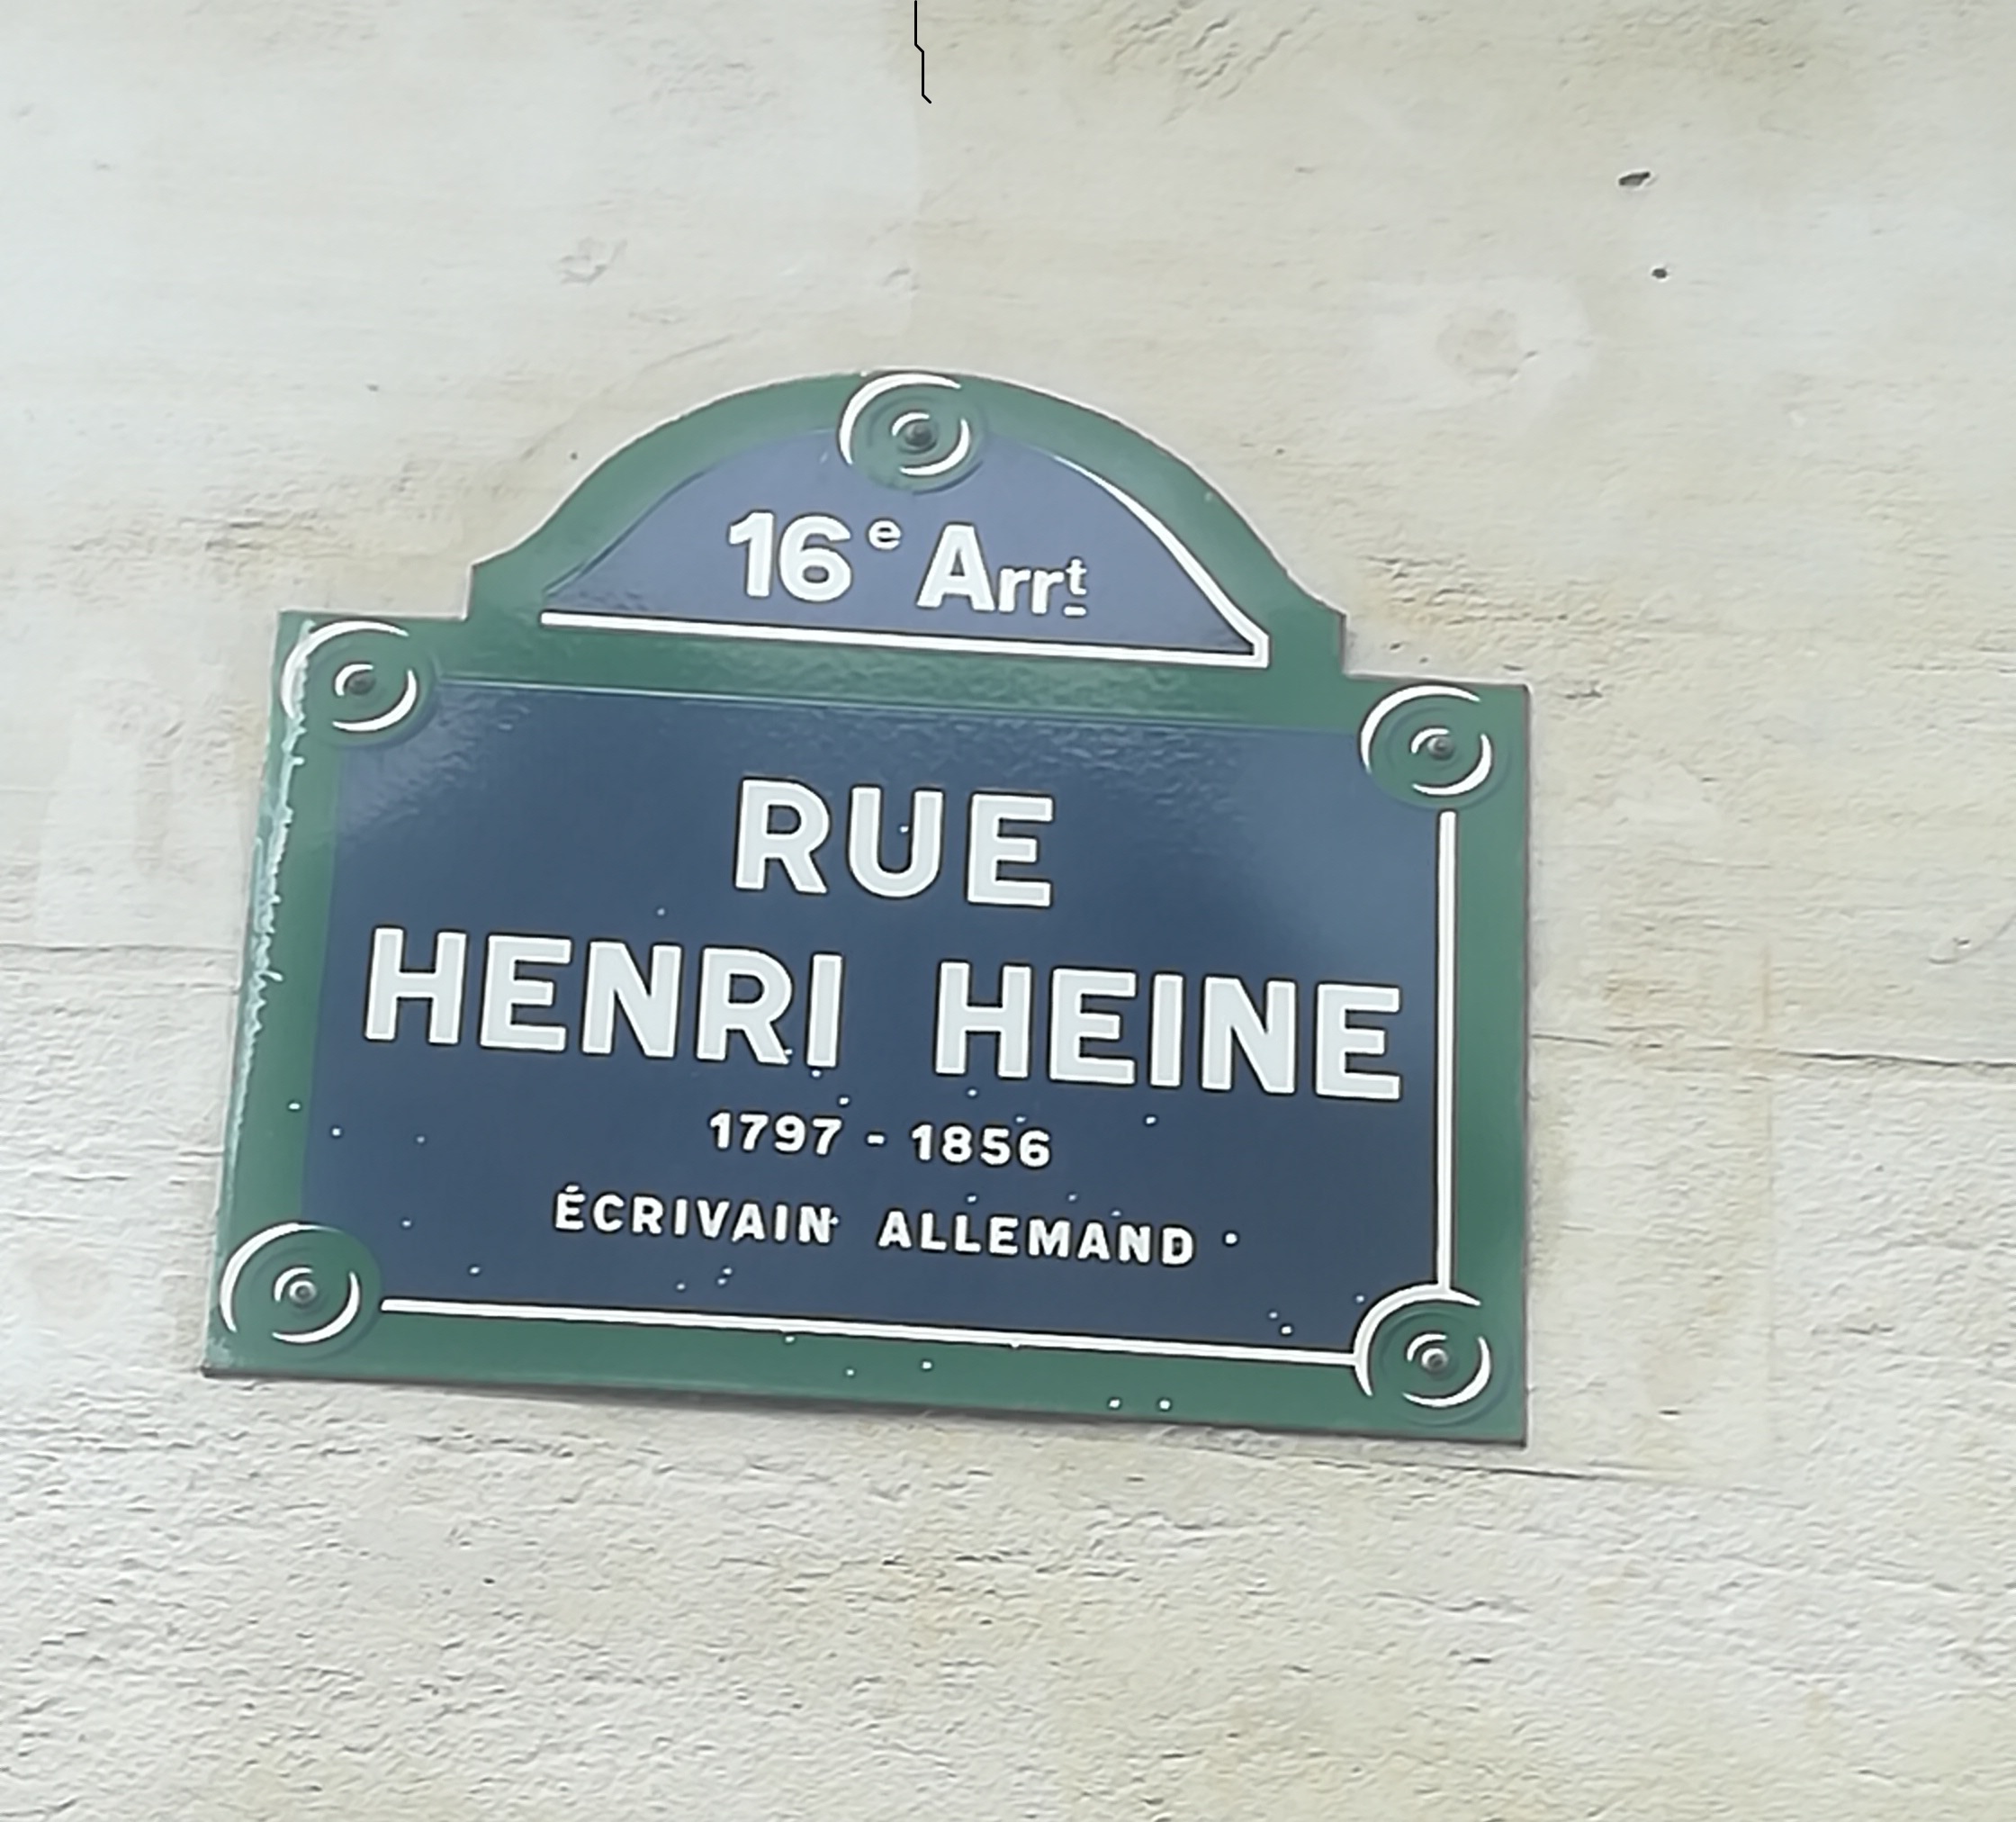 16e Arrt
RUE
HENRI HEINE
1797 - 1856
ÉCRIVAIN ALLEMAND